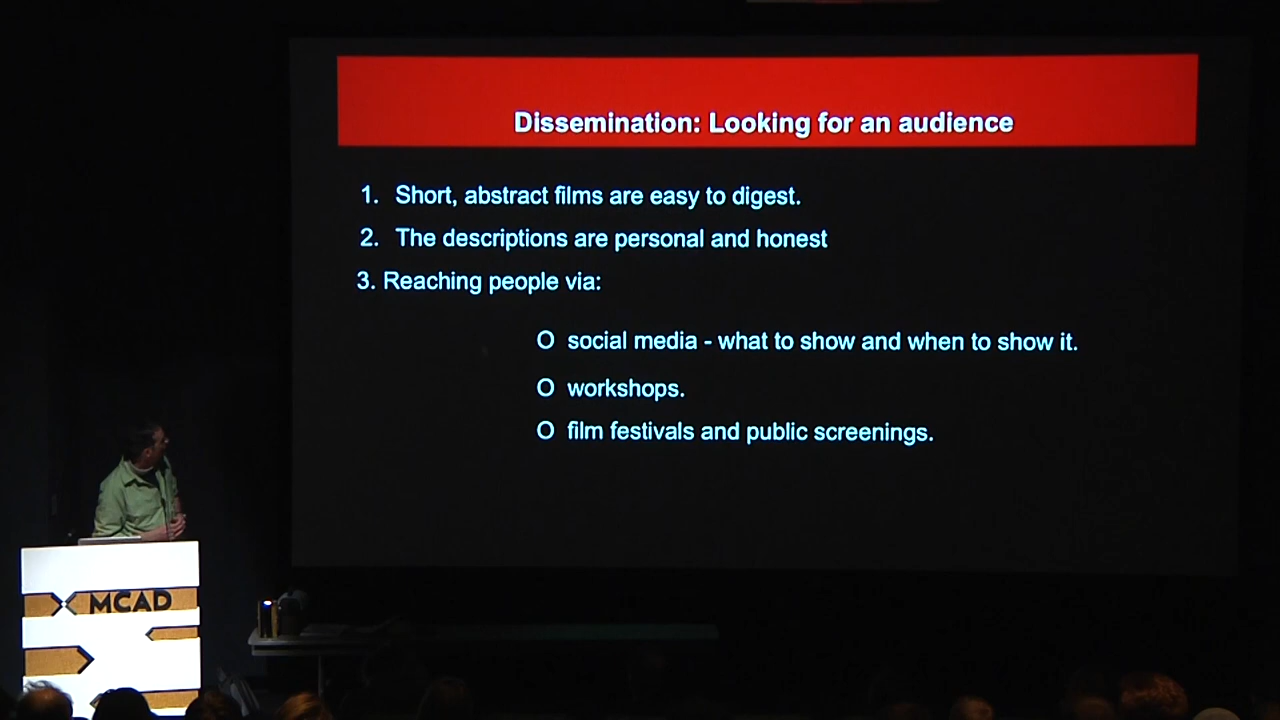 Dissemination: Looking for an audience
1. Short, abstract films are easy to digest.
2. The descriptions are personal and honest
3. Reaching people via:
O social media - what to show and when to show it.
O workshops.
O film festivals and public screenings.
MCAD